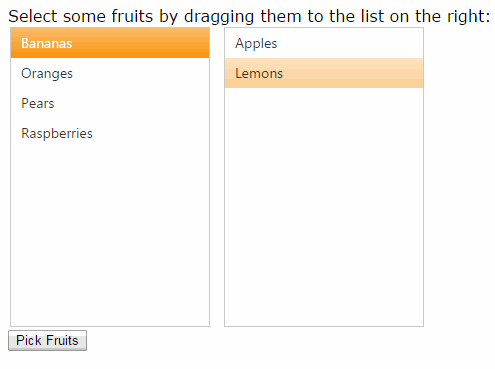 Select some fruits by dragging them to the list on the right:
Bananas
Oranges
Pears
Raspberries
Apples
Lemons
Pick Fruits